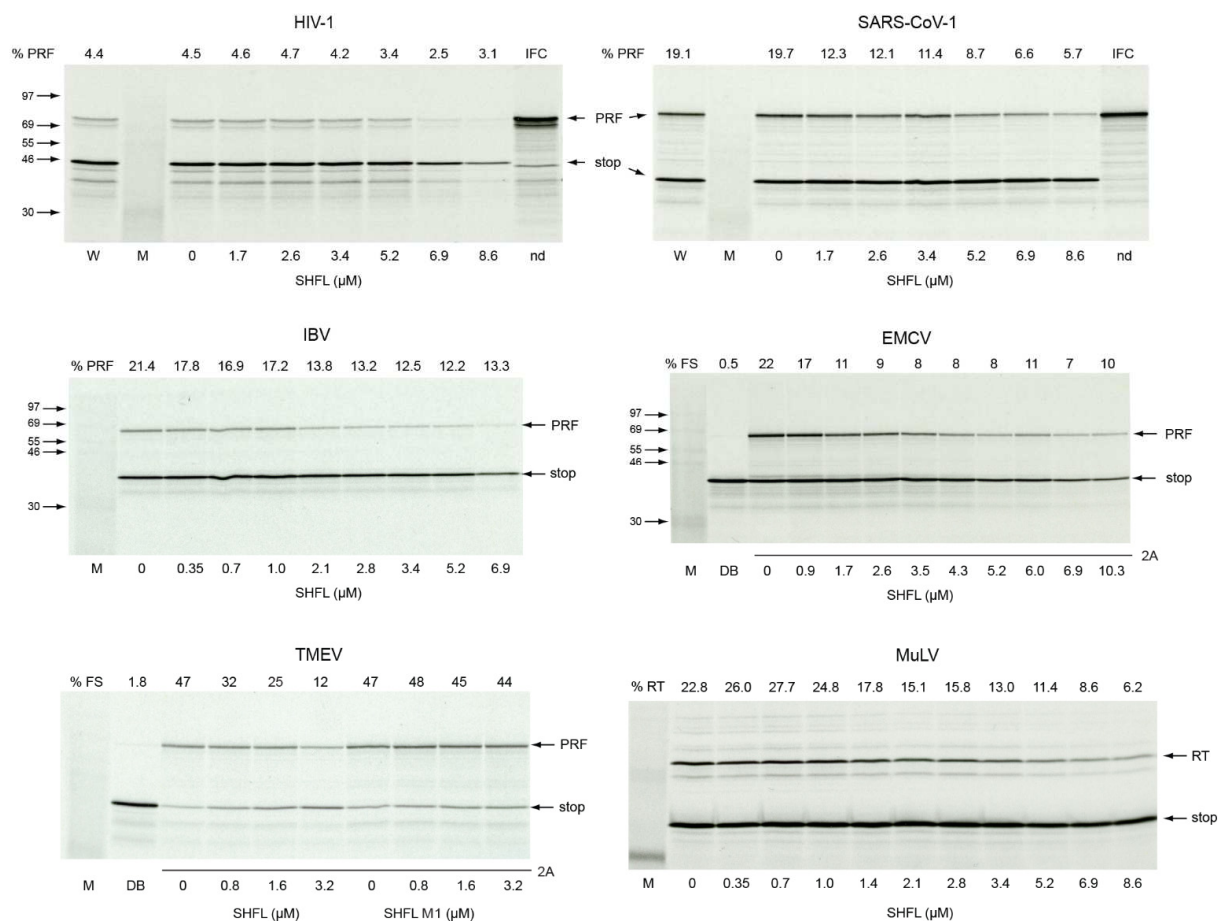 HIV-1
% PRF 4.4 4.5 4.6 4.7 4.2 3.4 2.5 3.1 IFC
97
69
55
46
30
PRF
stop
W M 0 1.7 2.6 3.4 5.2 6.9 8.6 nd
SHFL (µM)
SARS-CoV-1
% PRF 19.1 19.7 12.3 12.1 11.4 8.7 6.6 5.7 IFC
W M 0 1.7 2.6 3.4 5.2 6.9 8.6 nd
SHFL (µM)
IBV
% PRF 21.4 17.8 16.9 17.2 13.8 13.2 12.5 12.2 13.3
97
69
55
46
30
PRF
stop
M 0 0.35 0.7 1.0 2.1 2.8 3.4 5.2 6.9
SHFL (µM)
EMCV
% FS 0.5 22 17 11 9 8 8 8 11 7 10
97
69
55
46
30
PRF
stop
2A
M DB 0 0.9 1.7 2.6 3.5 4.3 5.2 6.0 6.9 10.3
SHFL (µM)
TMEV
% FS 1.8 47 32 25 12 47 48 45 44
PRF
stop
2A
M DB 0 0.8 1.6 3.2 0 0.8 1.6 3.2
SHFL (µM) SHFL M1 (µM)
MuLV
% RT 22.8 26.0 27.7 24.8 17.8 15.1 15.8 13.0 11.4 8.6 6.2
RT
stop
M 0 0.35 0.7 1.0 1.4 2.1 2.8 3.4 5.2 6.9 8.6
SHFL (µM)